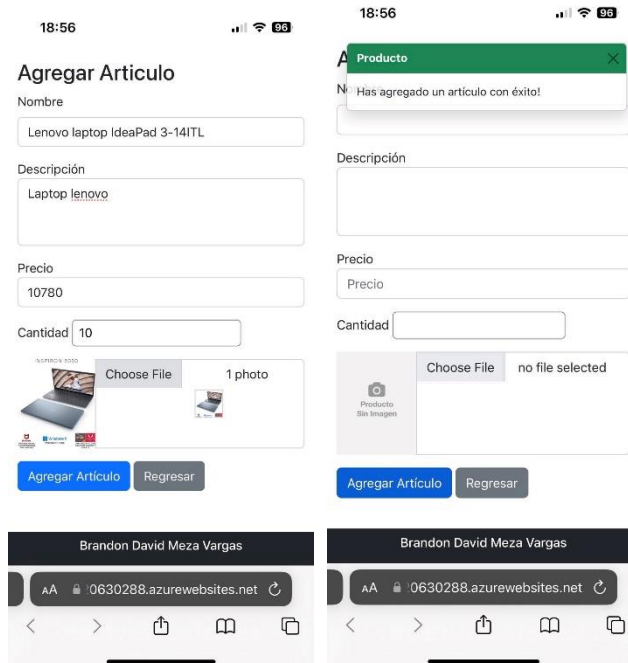 18:56
96
Agregar Articulo
Nombre
Lenovo laptop IdeaPad 3-14ITL
Descripción
Laptop lenovo
Precio
10780
Cantidad 10
INSPIRON 3030
Choose File 1 photo
Agregar Artículo Regresar
Brandon David Meza Vargas
AA 0630288.azurewebsites.net
18:56
96
A
Producto
No
Has agregado un artículo con éxito!
Descripción
Precio
Precio
Cantidad
Choose File no file selected
Producto
Sin Imagen
Agregar Artículo Regresar
Brandon David Meza Vargas
AA 0630288.azurewebsites.net